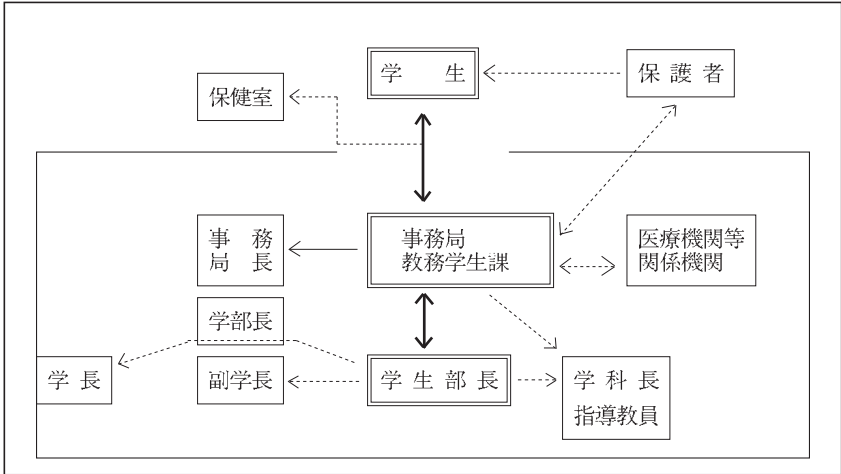 学　生
保 護 者
保健室
事　務
局　長
事務局
教務学生課
医療機関等
関係機関
学部長
学 長
副学長
学 生 部 長
学 科 長
指導教員